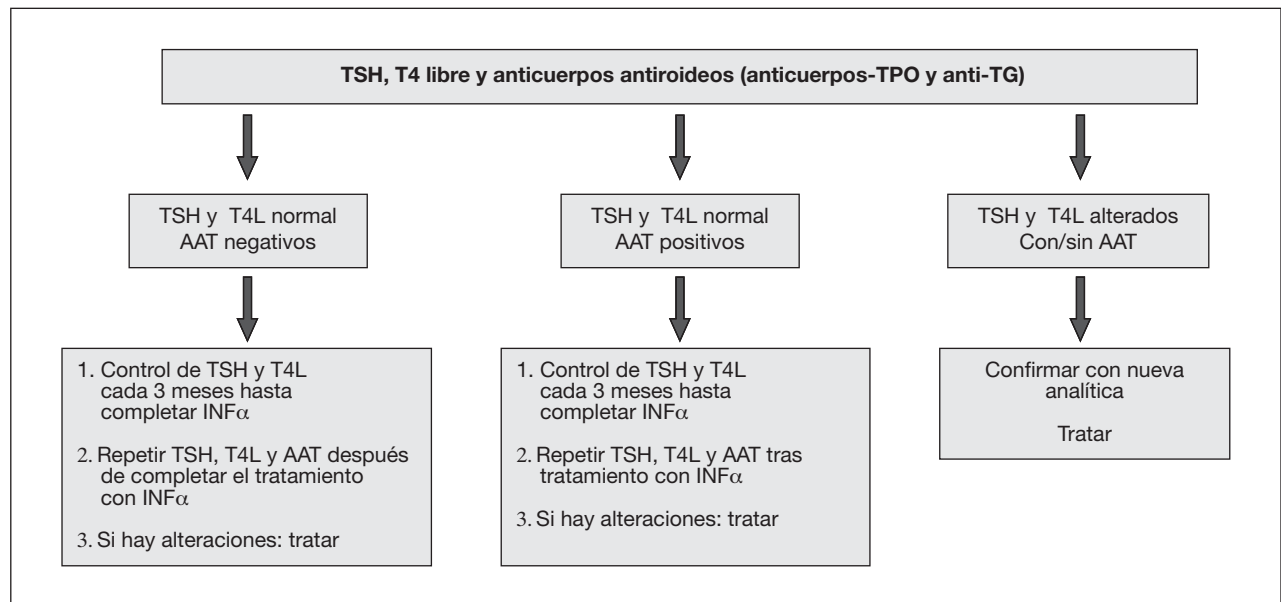 TSH, T4 libre y anticuerpos antiroideos (anticuerpos-TPO y anti-TG)
TSH y T4L normal
AAT negativos
TSH y T4L normal
AAT positivos
TSH y T4L alterados
Con/sin AAT
1. Control de TSH y T4L
cada 3 meses hasta
completar INFα
2. Repetir TSH, T4L y AAT después
de completar el tratamiento
con INFα
3. Si hay alteraciones: tratar
1. Control de TSH y T4L
cada 3 meses hasta
completar INFα
2. Repetir TSH, T4L y AAT tras
tratamiento con INFα
3. Si hay alteraciones: tratar
Confirmar con nueva
analítica
Tratar